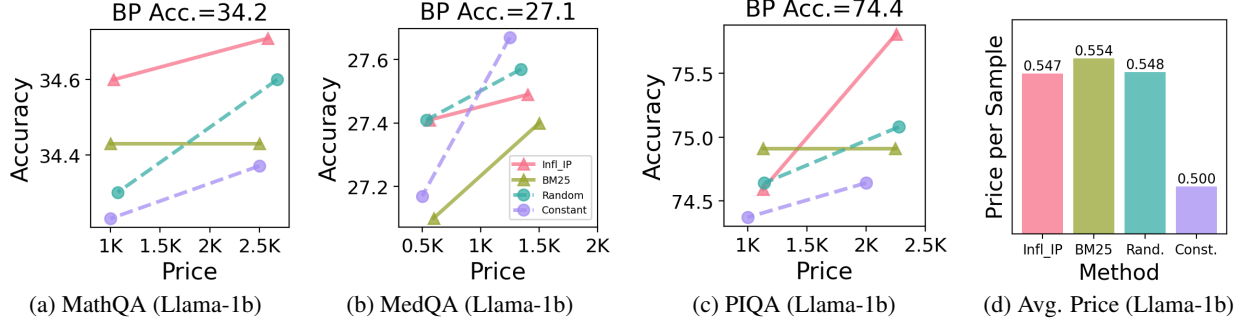 BP Acc.=34.2
Accuracy
34.6
34.4
1K 1.5K 2K 2.5K
Price
(a) MathQA (Llama-1b)
BP Acc.=27.1
Accuracy
27.6
27.4
27.2
Infl_IP
BM25
Random
Constant
0.5K 1K 1.5K 2K
Price
(b) MedQA (Llama-1b)
BP Acc.=74.4
Accuracy
75.5
75.0
74.5
1K 1.5K 2K 2.5K
Price
(c) PIQA (Llama-1b)
Price per Sample
0.547
0.554
0.548
0.500
Infl_IP BM25 Rand. Const.
Method
(d) Avg. Price (Llama-1b)